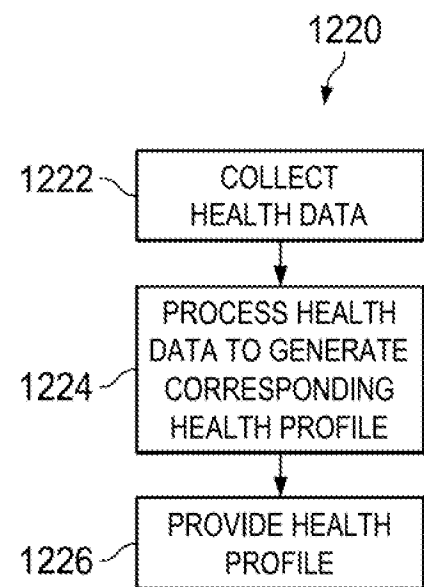 1220
1222
COLLECT
HEALTH DATA
1224
PROCESS HEALTH
DATA TO GENERATE
CORRESPONDING
HEALTH PROFILE
1226
PROVIDE HEALTH
PROFILE